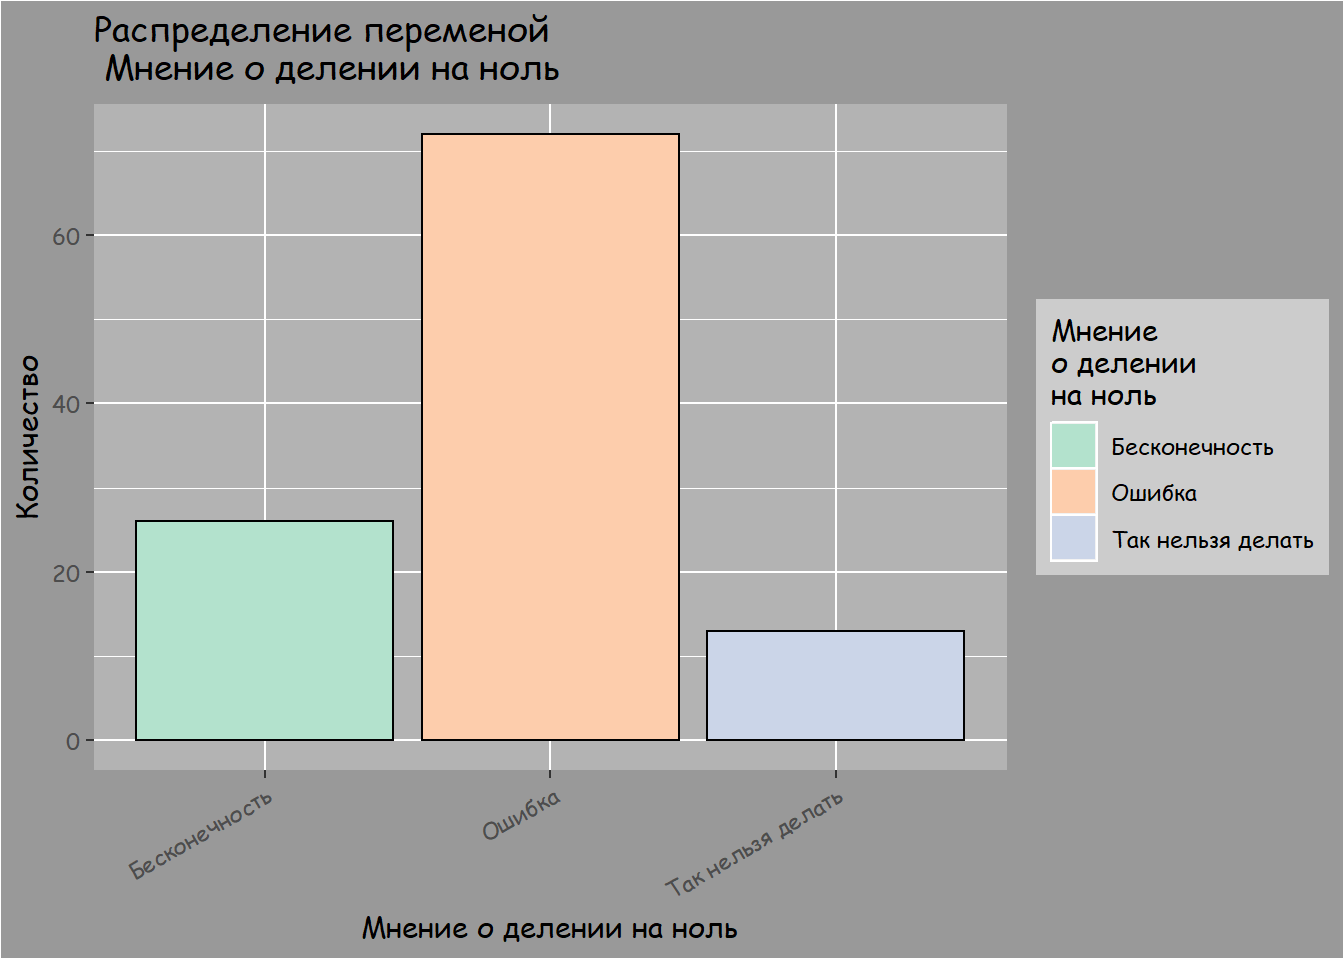 Распределение переменой
Мнение о делении на ноль
Количество
60
40
20
0
Бесконечность
Ошибка
Так нельзя делать
Мнение о делении на ноль
Мнение
о делении
на ноль
Бесконечность
Ошибка
Так нельзя делать